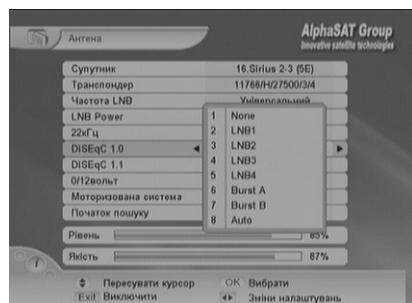 Антена
AlphaSAT Group
Innovative satellite technologies
Супутник 16.Sirius 2-3 (5E)
Транспондер 11766/H/27500/3/4
Частота LNB Універсальний
LNB Power
22кГц
DiSEqC 1.0
DiSEqC 1.1
0/12вольт
Моторизована система
Початок пошуку
1 None
2 LNB1
3 LNB2
4 LNB3
5 LNB4
6 Burst A
7 Burst B
8 Auto
Рівень 85%
Якість 87%
Пересувати курсор OK Вибрати
Exit Виключити Зміни налаштувань